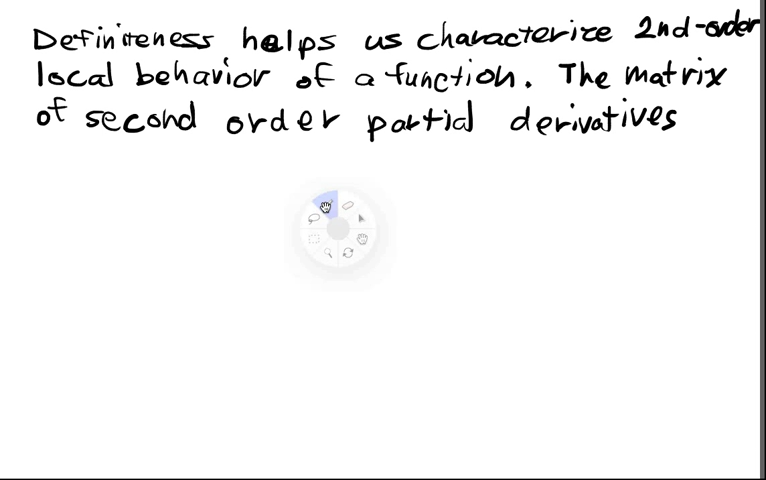 Definiteness helps us characterize 2nd-order
local behavior of a function. The matrix
of second order partial derivatives